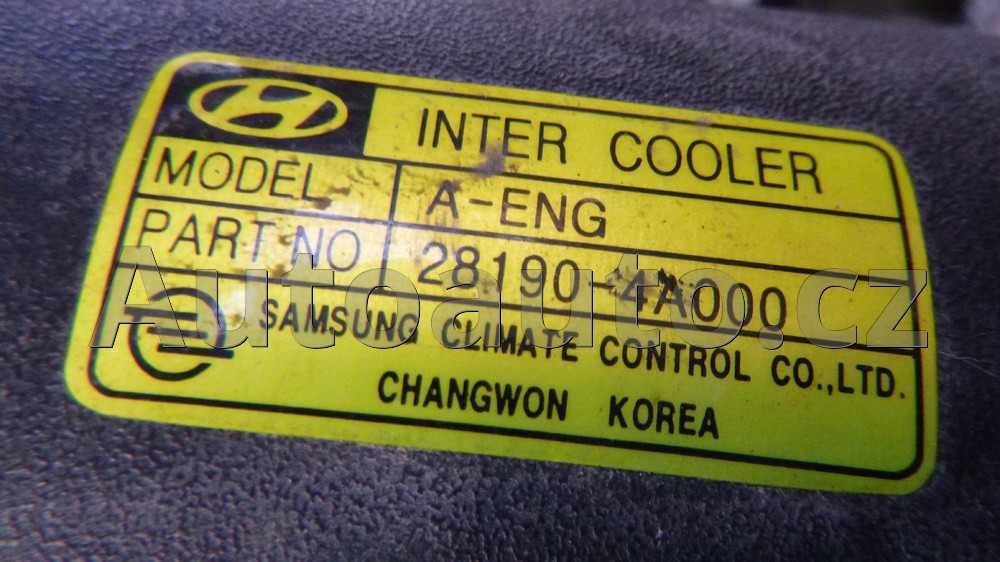 INTER COOLER
MODEL A-ENG
PART NO 28190-4A000
SAMSUNG CLIMATE CONTROL CO.,LTD.
CHANGWON KOREA
Autoauto.cz